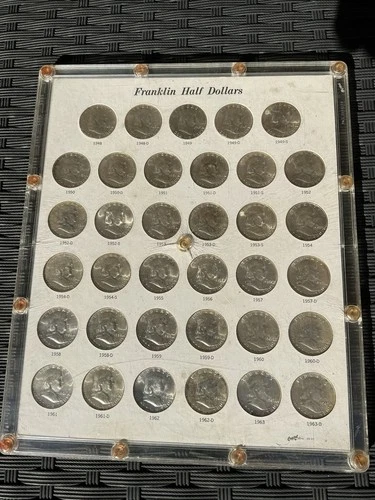 Franklin Half Dollars
1948 1948-D 1949 1949-D 1949-S
1950 1950-D 1951 1951-D 1951-S 1952
1952-D 1952-S 1953 1953-D 1953-S 1954
1954-D 1954-S 1955 1956 1957 1957-D
1958 1958-D 1959 1959-D 1960 1960-D
1961 1961-D 1962 1962-D 1963 1963-D